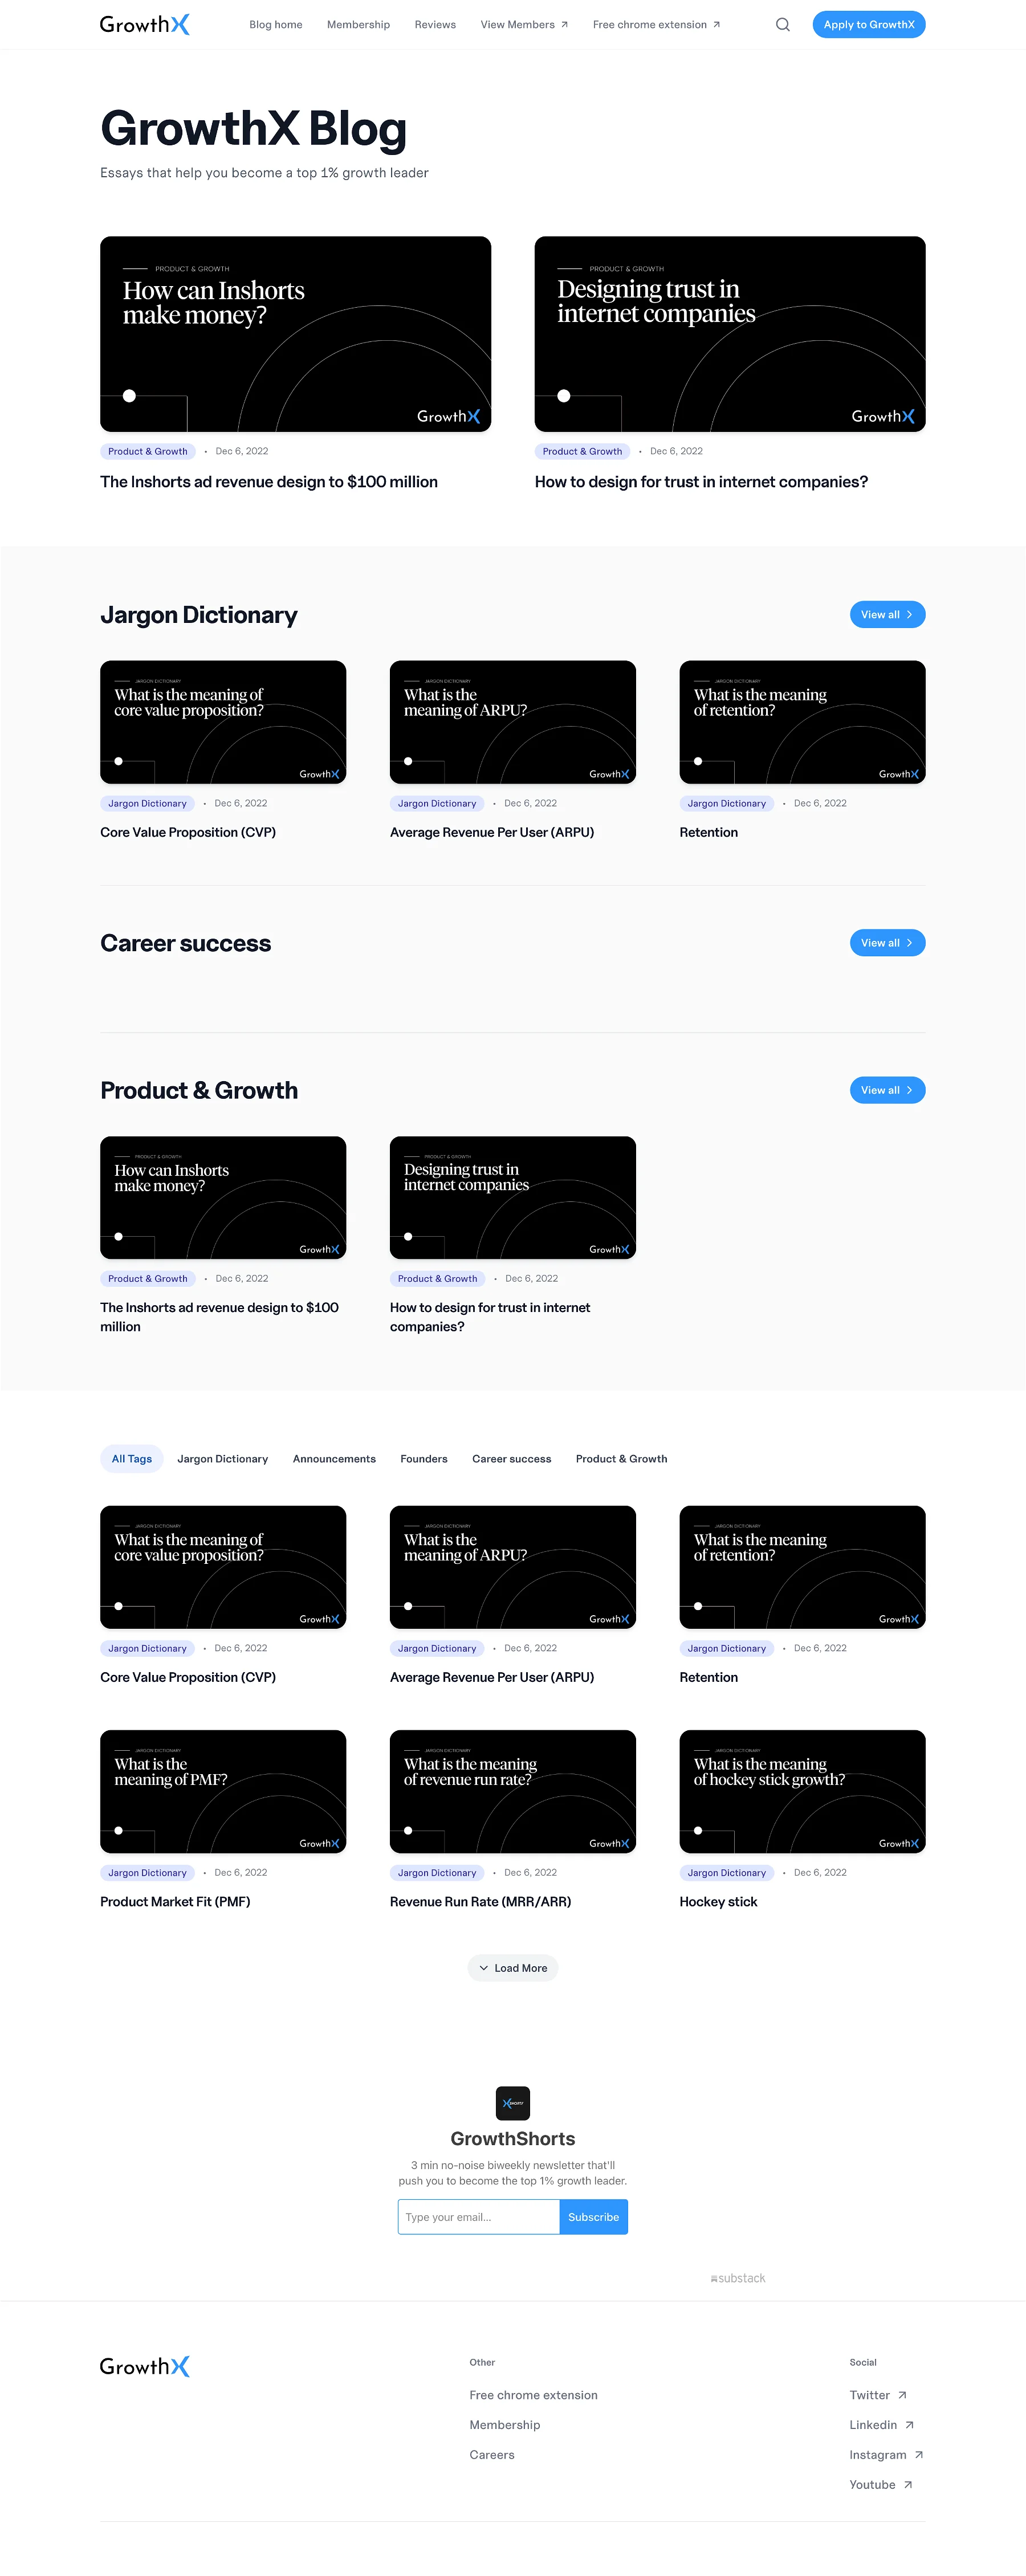 GrowthX
Blog home
Membership
Reviews
View Members
Free chrome extension
Apply to GrowthX
GrowthX Blog
Essays that help you become a top 1% growth leader
PRODUCT & GROWTH
How can Inshorts
make money?
GrowthX
Product & Growth • Dec 6, 2022
The Inshorts ad revenue design to $100 million
PRODUCT & GROWTH
Designing trust in
internet companies
GrowthX
Product & Growth • Dec 6, 2022
How to design for trust in internet companies?
Jargon Dictionary
View all
JARGON DICTIONARY
What is the meaning of
core value proposition?
GrowthX
Jargon Dictionary • Dec 6, 2022
Core Value Proposition (CVP)
JARGON DICTIONARY
What is the
meaning of ARPU?
GrowthX
Jargon Dictionary • Dec 6, 2022
Average Revenue Per User (ARPU)
JARGON DICTIONARY
What is the meaning
of retention?
GrowthX
Jargon Dictionary • Dec 6, 2022
Retention
Career success
View all
Product & Growth
View all
PRODUCT & GROWTH
How can Inshorts
make money?
GrowthX
Product & Growth • Dec 6, 2022
The Inshorts ad revenue design to $100
million
PRODUCT & GROWTH
Designing trust in
internet companies
GrowthX
Product & Growth • Dec 6, 2022
How to design for trust in internet
companies?
All Tags
Jargon Dictionary
Announcements
Founders
Career success
Product & Growth
JARGON DICTIONARY
What is the meaning of
core value proposition?
GrowthX
Jargon Dictionary • Dec 6, 2022
Core Value Proposition (CVP)
JARGON DICTIONARY
What is the
meaning of ARPU?
GrowthX
Jargon Dictionary • Dec 6, 2022
Average Revenue Per User (ARPU)
JARGON DICTIONARY
What is the meaning
of retention?
GrowthX
Jargon Dictionary • Dec 6, 2022
Retention
JARGON DICTIONARY
What is the
meaning of PMF?
GrowthX
Jargon Dictionary • Dec 6, 2022
Product Market Fit (PMF)
JARGON DICTIONARY
What is the meaning
of revenue run rate?
GrowthX
Jargon Dictionary • Dec 6, 2022
Revenue Run Rate (MRR/ARR)
JARGON DICTIONARY
What is the meaning
of hockey stick growth?
GrowthX
Jargon Dictionary • Dec 6, 2022
Hockey stick
Load More
GrowthShorts
3 min no-noise biweekly newsletter that'll
push you to become the top 1% growth leader.
Type your email...
Subscribe
substack
GrowthX
Other
Free chrome extension
Membership
Careers
Social
Twitter
Linkedin
Instagram
Youtube